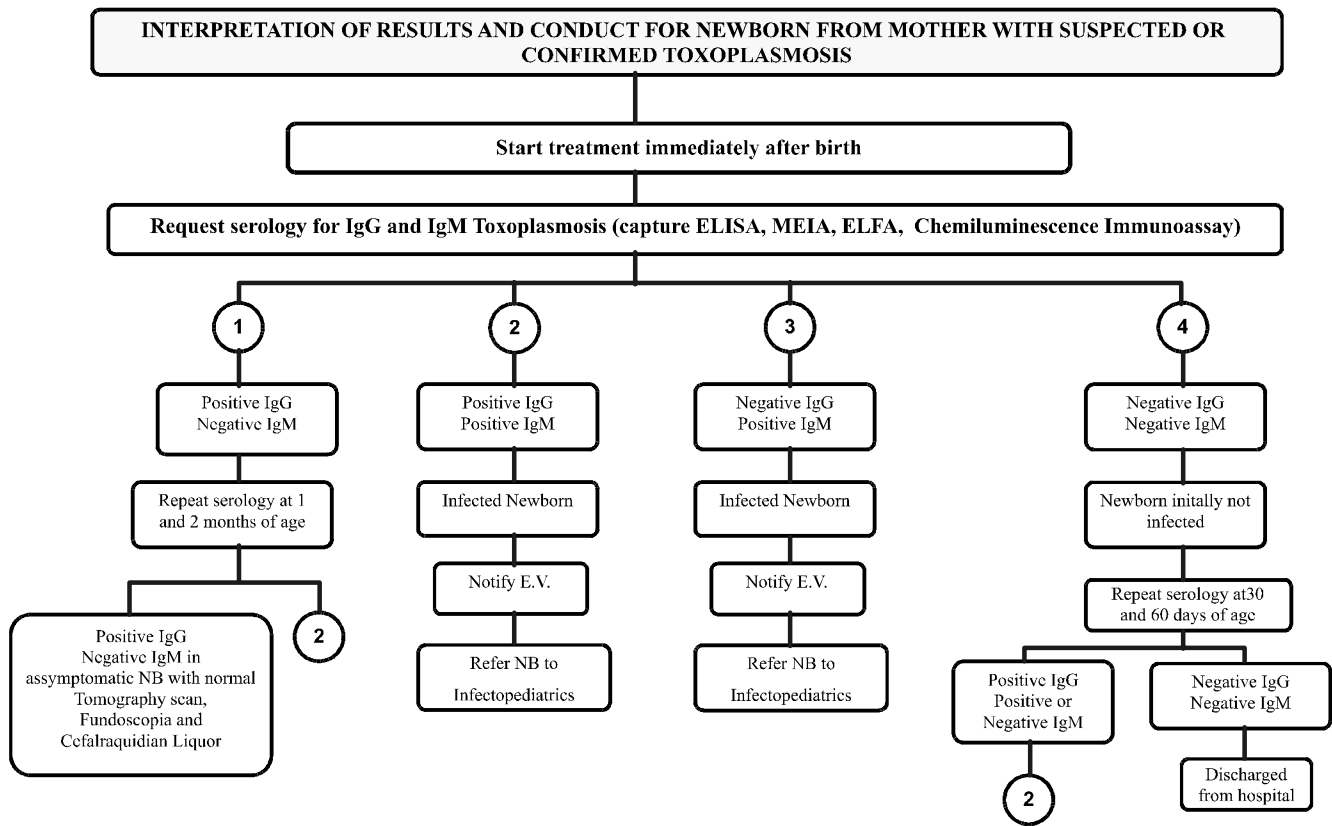 INTERPRETATION OF RESULTS AND CONDUCT FOR NEWBORN FROM MOTHER WITH SUSPECTED OR
CONFIRMED TOXOPLASMOSIS
Start treatment immediately after birth
Request serology for IgG and IgM Toxoplasmosis (capture ELISA, MEIA, ELFA, Chemiluminescence Immunoassay)
1
2
3
4
Positive IgG
Negative IgM
Positive IgG
Positive IgM
Negative IgG
Positive IgM
Negative IgG
Negative IgM
Repeat serology at 1
and 2 months of age
Infected Newborn
Infected Newborn
Newborn initally not
infected
Notify E.V.
Notify E.V.
Repeat serology at30
and 60 days of age
Positive IgG
Negative IgM in
assymptomatic NB with normal
Tomography scan,
Fundoscopia and
Cefalraquidian Liquor
2
Refer NB to
Infectopediatrics
Refer NB to
Infectopediatrics
Positive IgG
Positive or
Negative IgM
Negative IgG
Negative IgM
2
Discharged
from hospital